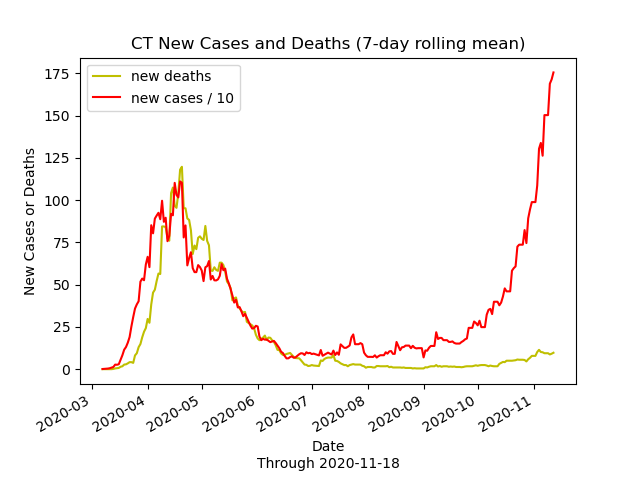 CT New Cases and Deaths (7-day rolling mean)
new deaths
new cases / 10
175
150
125
100
75
50
25
0
New Cases or Deaths
2020-03
2020-04
2020-05
2020-06
2020-07
2020-08
2020-09
2020-10
2020-11
Date
Through 2020-11-18